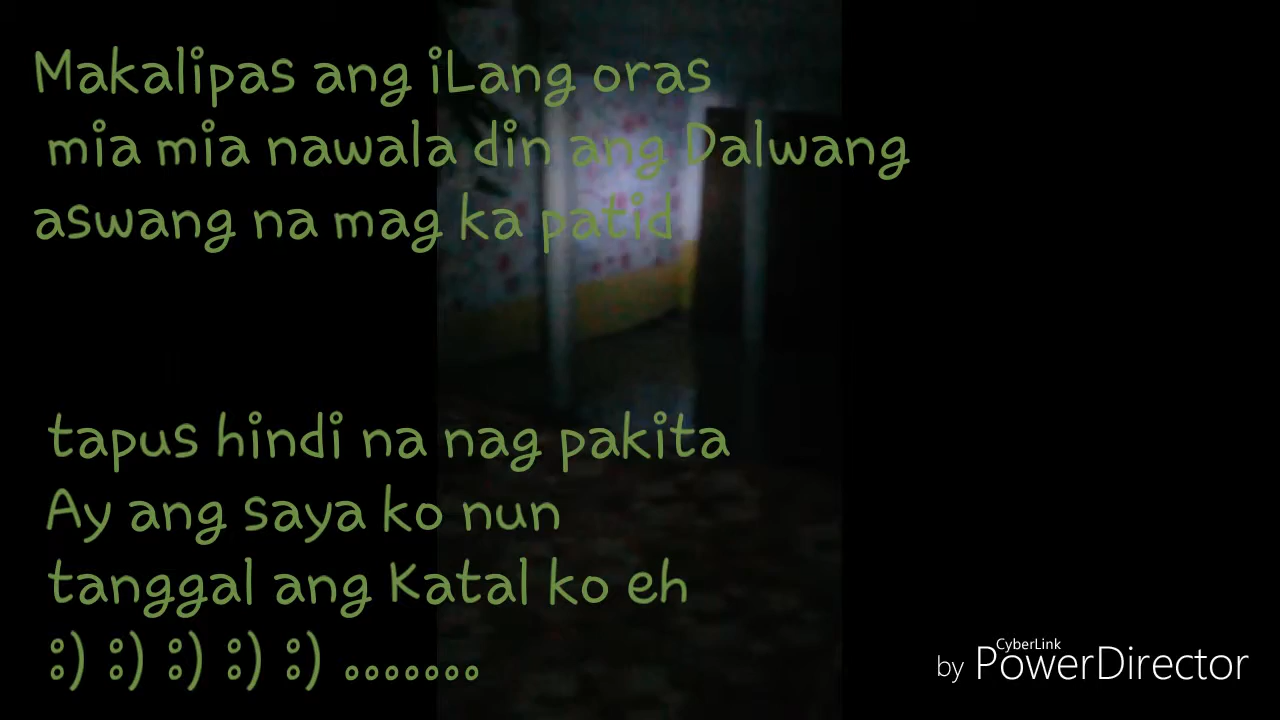 Makalipas ang iLang oras
mia mia nawala din ang Dalwang
aswang na mag ka patid
tapus hindi na nag pakita
Ay ang saya ko nun
tanggal ang Katal ko eh
:) :) :) :) :) .......
CyberLink
by PowerDirector